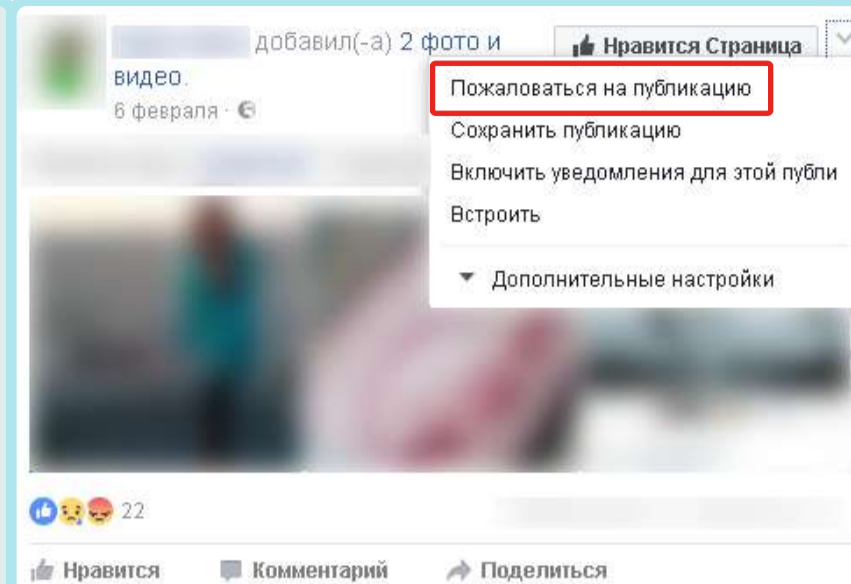 добавил(-а) 2 фото и
видео.
6 февраля ·
Нравится Страница
Пожаловаться на публикацию
Сохранить публикацию
Включить уведомления для этой публи
Встроить
Дополнительные настройки
22
Нравится Комментарий Поделиться